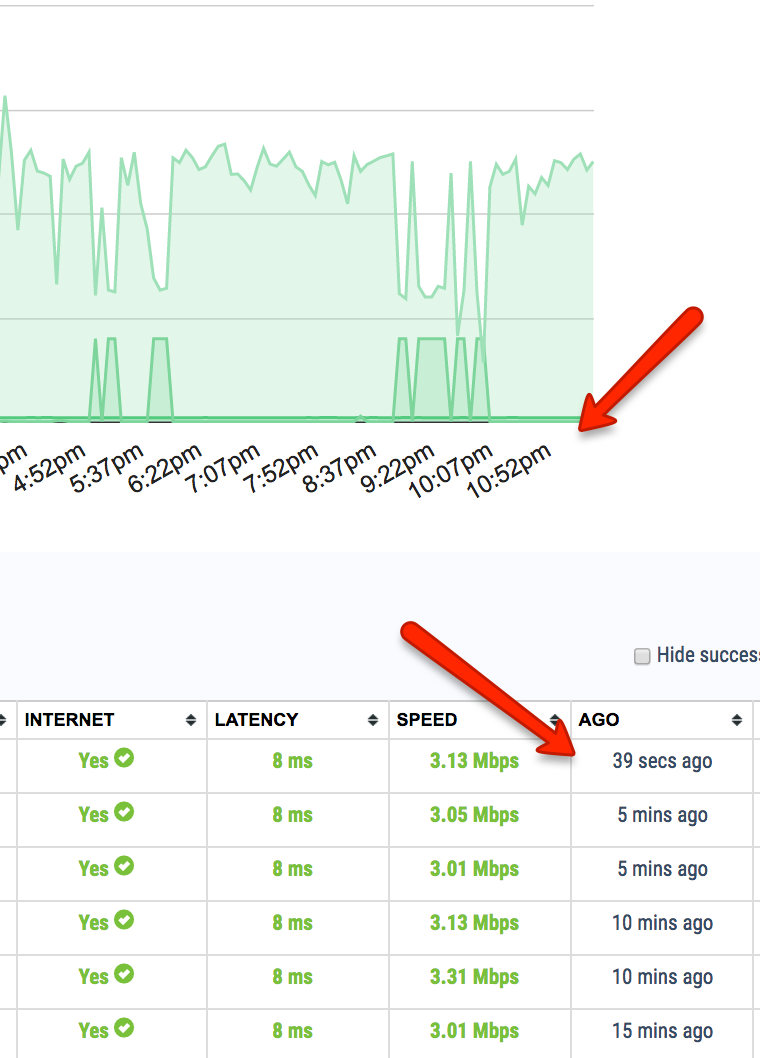 pm 4:52pm 5:37pm 6:22pm 7:07pm 7:52pm 8:37pm 9:22pm 10:07pm 10:52pm
Hide success
INTERNET LATENCY SPEED AGO
Yes 8 ms 3.13 Mbps 39 secs ago
Yes 8 ms 3.05 Mbps 5 mins ago
Yes 8 ms 3.01 Mbps 5 mins ago
Yes 8 ms 3.13 Mbps 10 mins ago
Yes 8 ms 3.31 Mbps 10 mins ago
Yes 8 ms 3.01 Mbps 15 mins ago